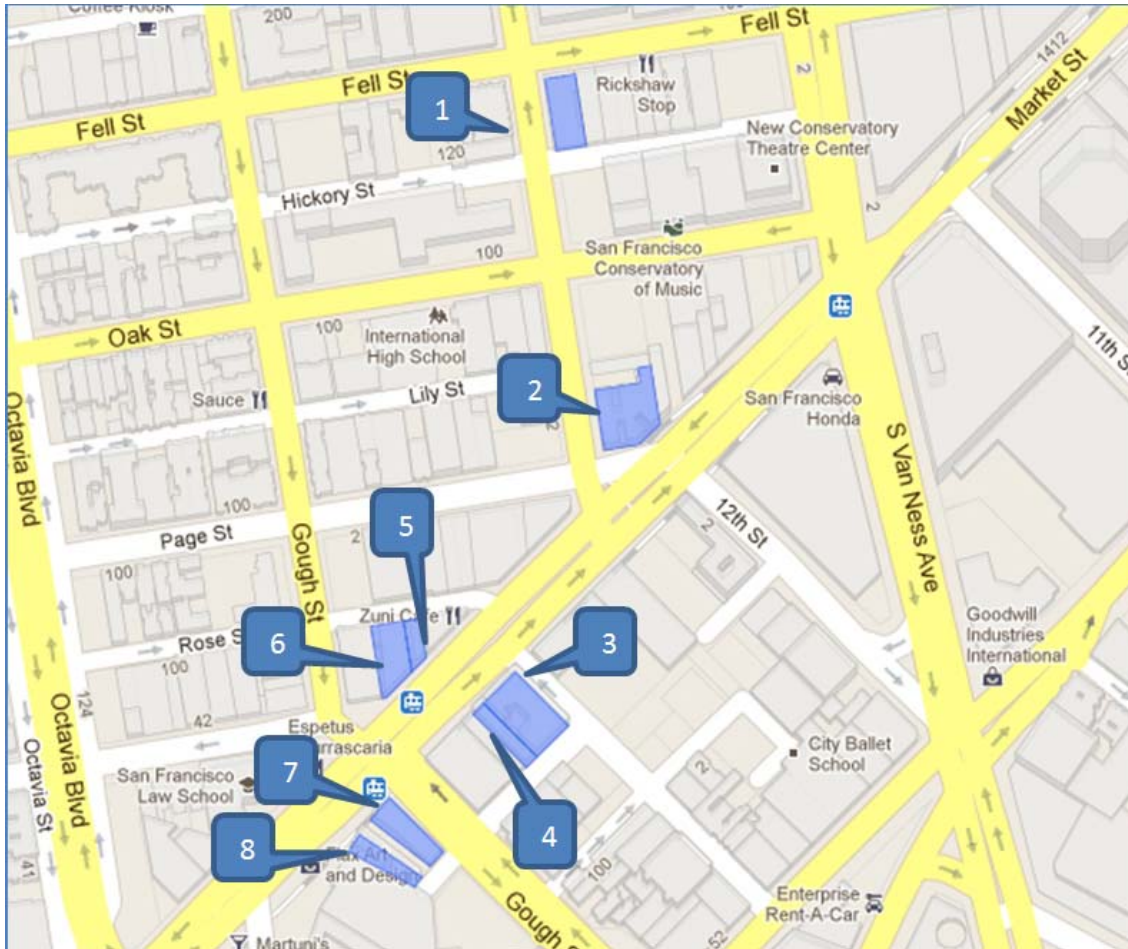 Coffee Kiosk
200
Fell St
1412
Market St
Fell St
Rickshaw
Stop
2
1
Fell St
120
New Conservatory
Theatre Center
Hickory St
2
100
San Francisco
Conservatory
of Music
Oak St
100
International
High School
11th St
2
Lily St
Sauce
San Francisco
Honda
Octavia Blvd
2
S Van Ness Ave
100
Page St
5
2
Gough St
2
12th St
100
Zuni Cafe
Goodwill
Industries
International
Rose S
6
3
100
124
42
Octavia Blvd
Espetus
urrascaria
City Ballet
School
Octavia St
San Francisco
Law School
7
2
4
8
Flax Art
and Design
41
100
Enterprise
Rent-A-Car
Gough S
52
Martuni's